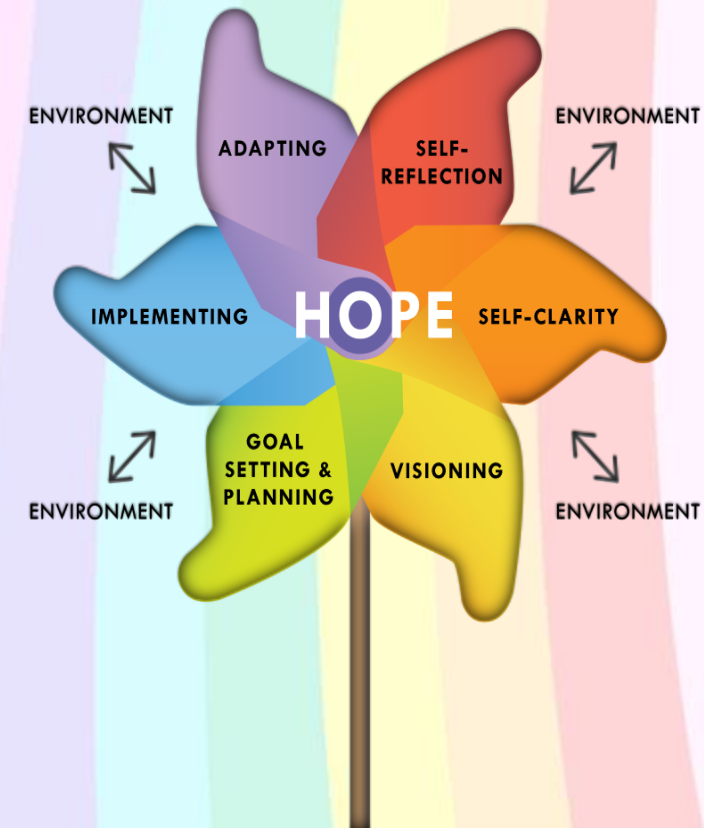 ENVIRONMENT
ENVIRONMENT
ADAPTING
SELF-
REFLECTION
IMPLEMENTING
HOPE
SELF-CLARITY
GOAL
SETTING &
PLANNING
VISIONING
ENVIRONMENT
ENVIRONMENT